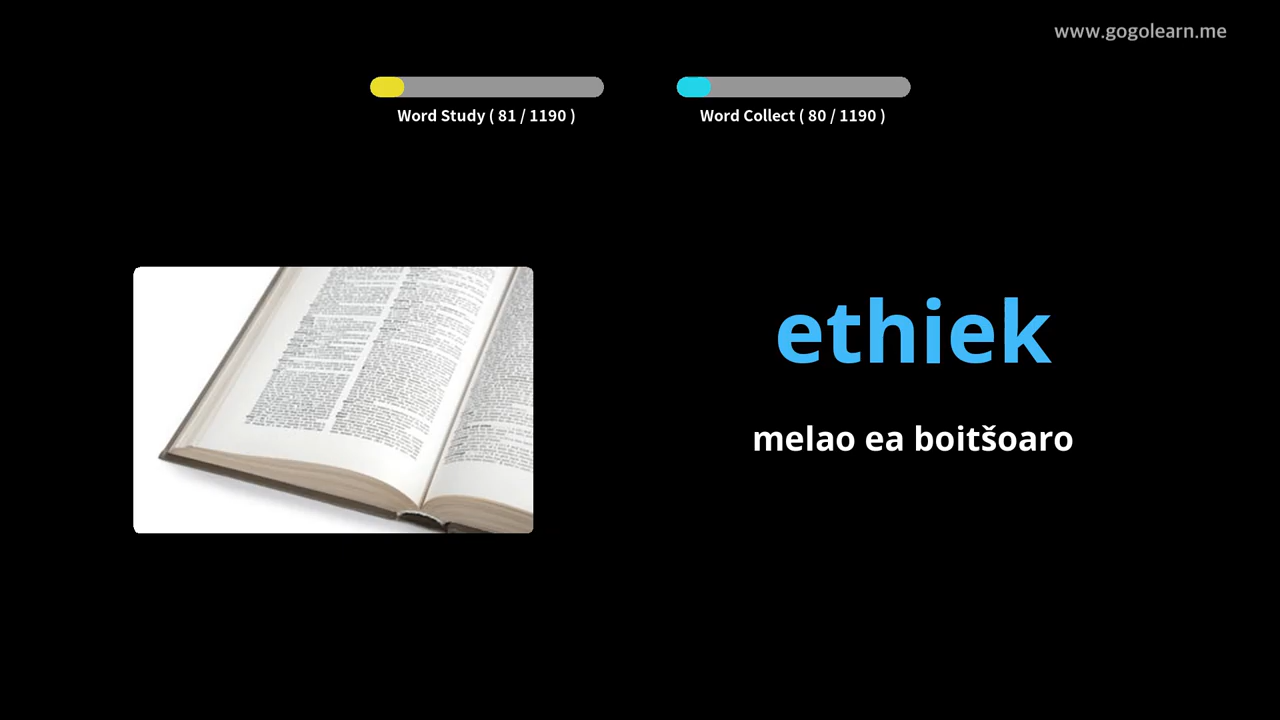 www.gogolearn.me
Word Study ( 81 / 1190 )
Word Collect ( 80 / 1190 )
ethiek
melao ea boitšoaro